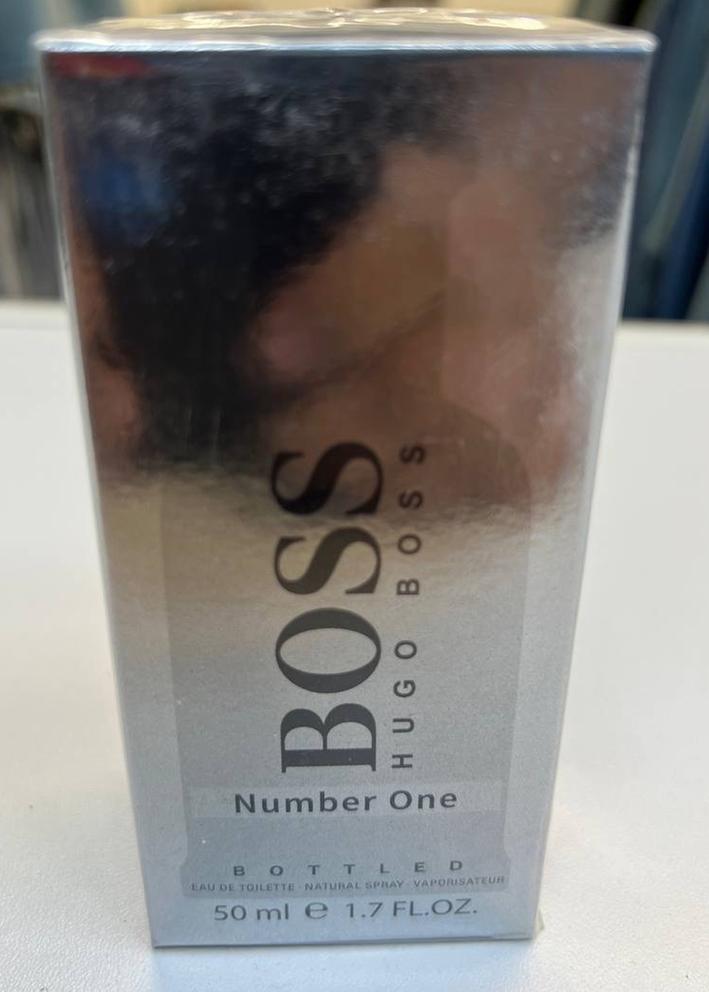 BOSS
HUGO BOSS
Number One
BOTTLED
EAU DE TOILETTE · NATURAL SPRAY · VAPORISATEUR
50 ml ℮ 1.7 FL.OZ.